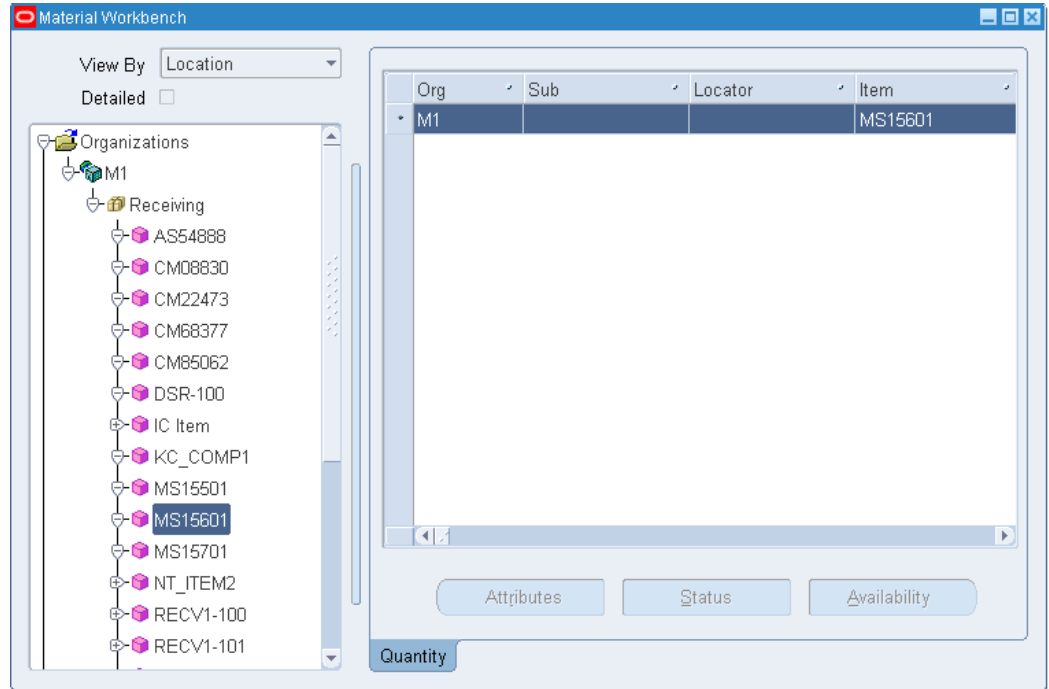 Material Workbench
View By Location
Detailed
Organizations
M1
Receiving
AS54888
CM08830
CM22473
CM68377
CM85062
DSR-100
IC Item
KC_COMP1
MS15501
MS15601
MS15701
NT_ITEM2
RECV1-100
RECV1-101
Org Sub Locator Item
M1 MS15601
Attributes Status Availability
Quantity